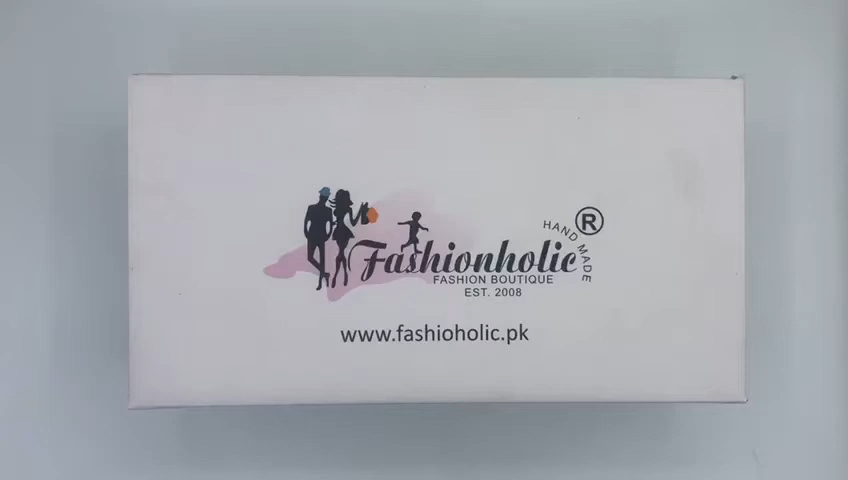 HAND MADE ®
Fashionholic
FASHION BOUTIQUE
EST. 2008
www.fashioholic.pk